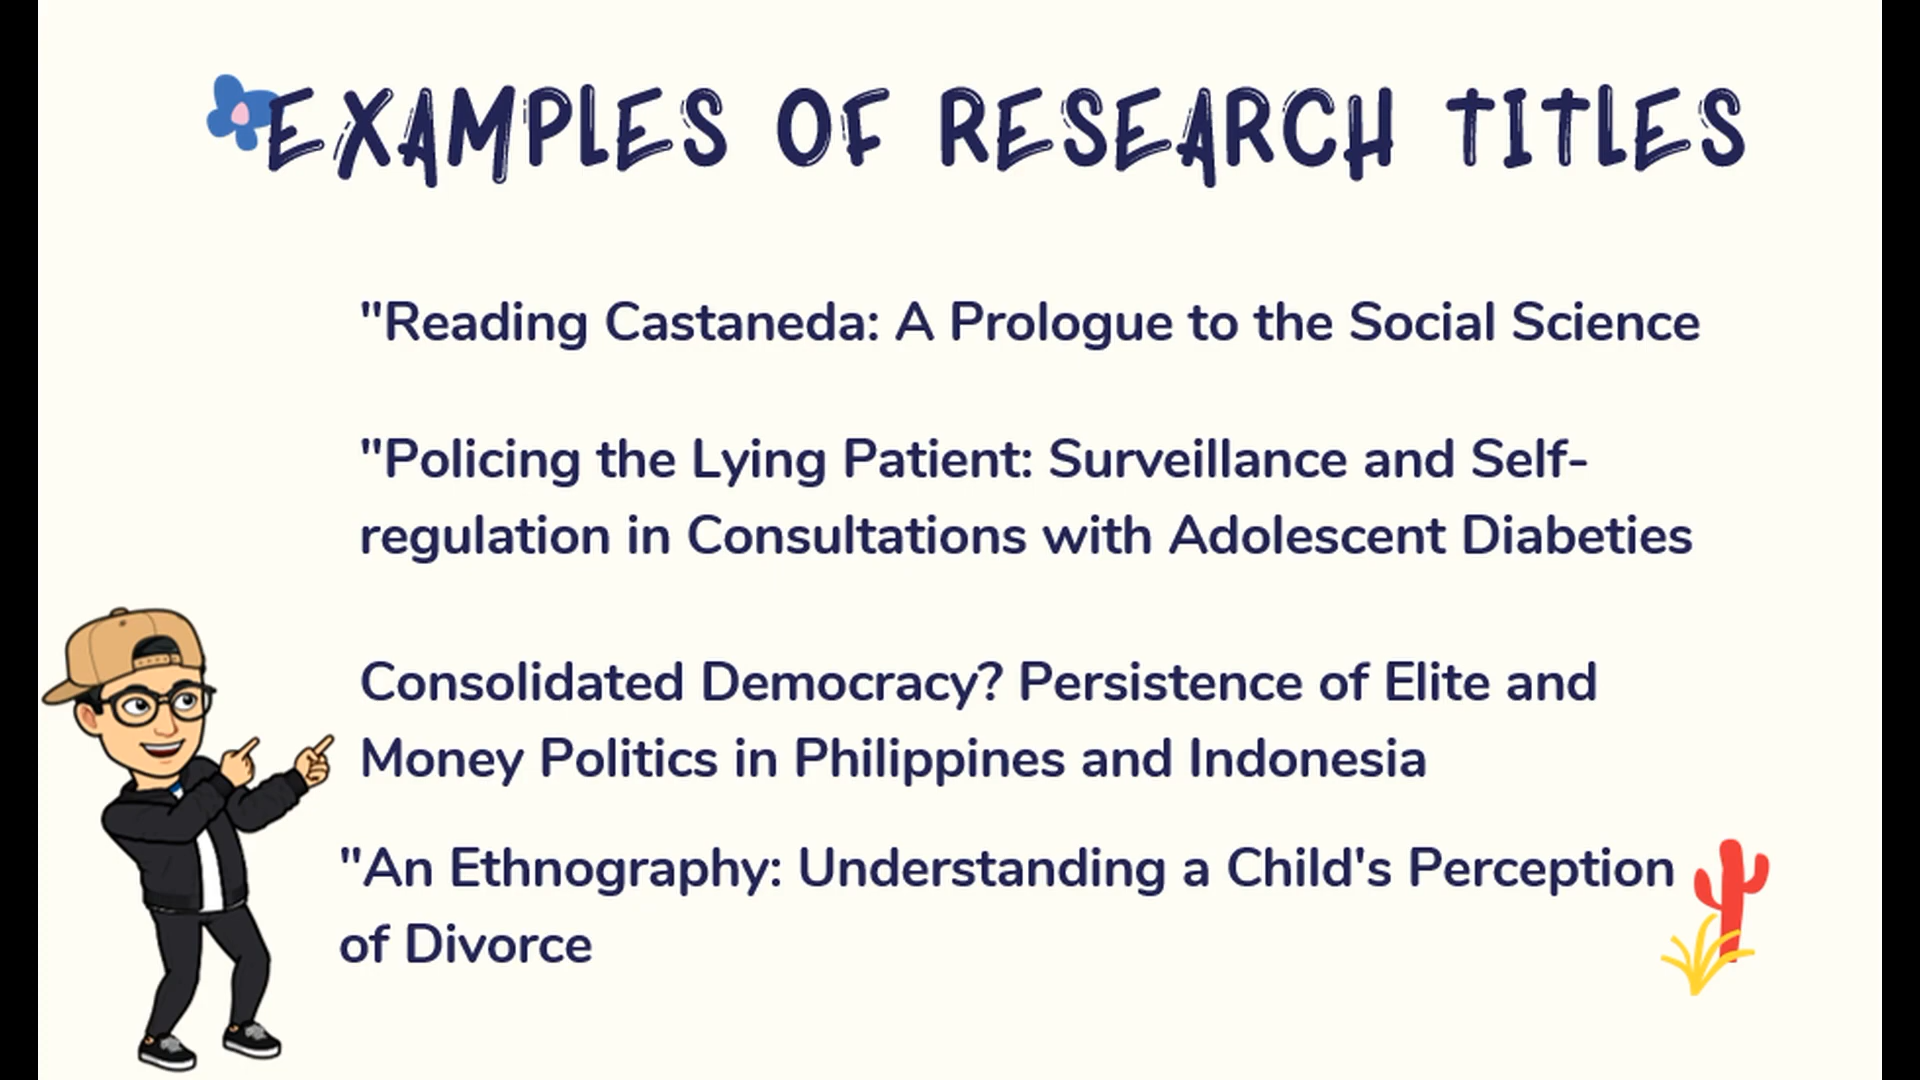 EXAMPLES OF RESEARCH TITLES
"Reading Castaneda: A Prologue to the Social Science
"Policing the Lying Patient: Surveillance and Self-
regulation in Consultations with Adolescent Diabeties
Consolidated Democracy? Persistence of Elite and
Money Politics in Philippines and Indonesia
"An Ethnography: Understanding a Child's Perception
of Divorce